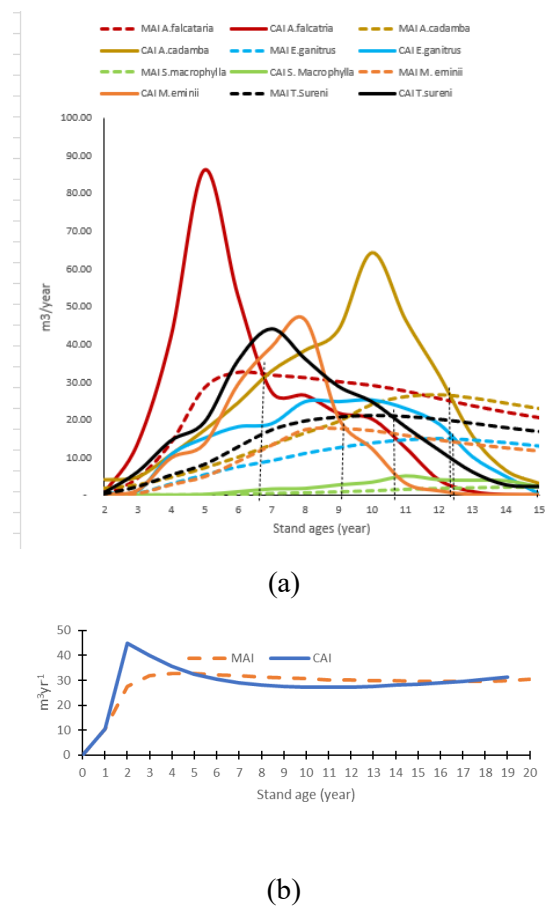 MAI A.falcataria CAI A.falcatria MAI A.cadamba
CAI A.cadamba MAI E.ganitrus CAI E.ganitrus
MAI S.macrophylla CAI S. Macrophylla MAI M. eminii
CAI M.eminii MAI T.Sureni CAI T.sureni
100.00
90.00
80.00
70.00
60.00
50.00
40.00
30.00
20.00
10.00
-
m3/year
2 3 4 5 6 7 8 9 10 11 12 13 14 15
Stand ages (year)
(a)
50
40
30
20
10
0
m³yr⁻¹
MAI CAI
0 1 2 3 4 5 6 7 8 9 10 11 12 13 14 15 16 17 18 19 20
Stand age (year)
(b)